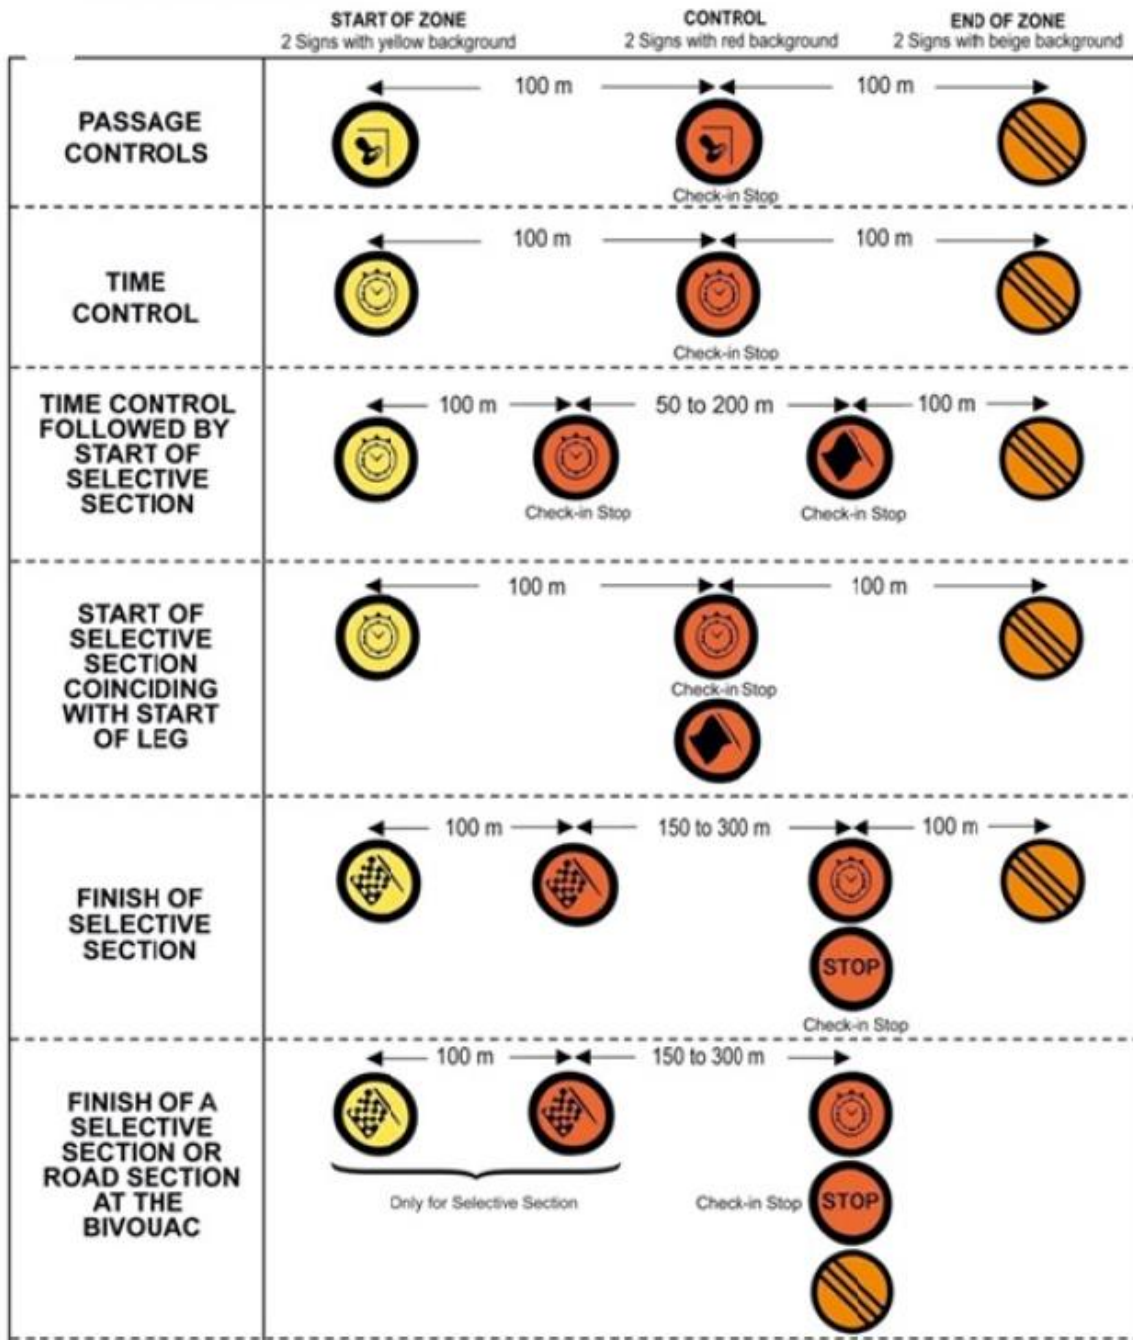 START OF ZONE
2 Signs with yellow background
CONTROL
2 Signs with red background
END OF ZONE
2 Signs with beige background
PASSAGE
CONTROLS
100 m
100 m
Check-in Stop
TIME
CONTROL
100 m
100 m
Check-in Stop
TIME CONTROL
FOLLOWED BY
START OF
SELECTIVE
SECTION
100 m
50 to 200 m
100 m
Check-in Stop
Check-in Stop
START OF
SELECTIVE
SECTION
COINCIDING
WITH START
OF LEG
100 m
100 m
Check-in Stop
FINISH OF
SELECTIVE
SECTION
100 m
150 to 300 m
100 m
STOP
Check-in Stop
FINISH OF A
SELECTIVE
SECTION OR
ROAD SECTION
AT THE
BIVOUAC
100 m
150 to 300 m
Only for Selective Section
Check-in Stop
STOP